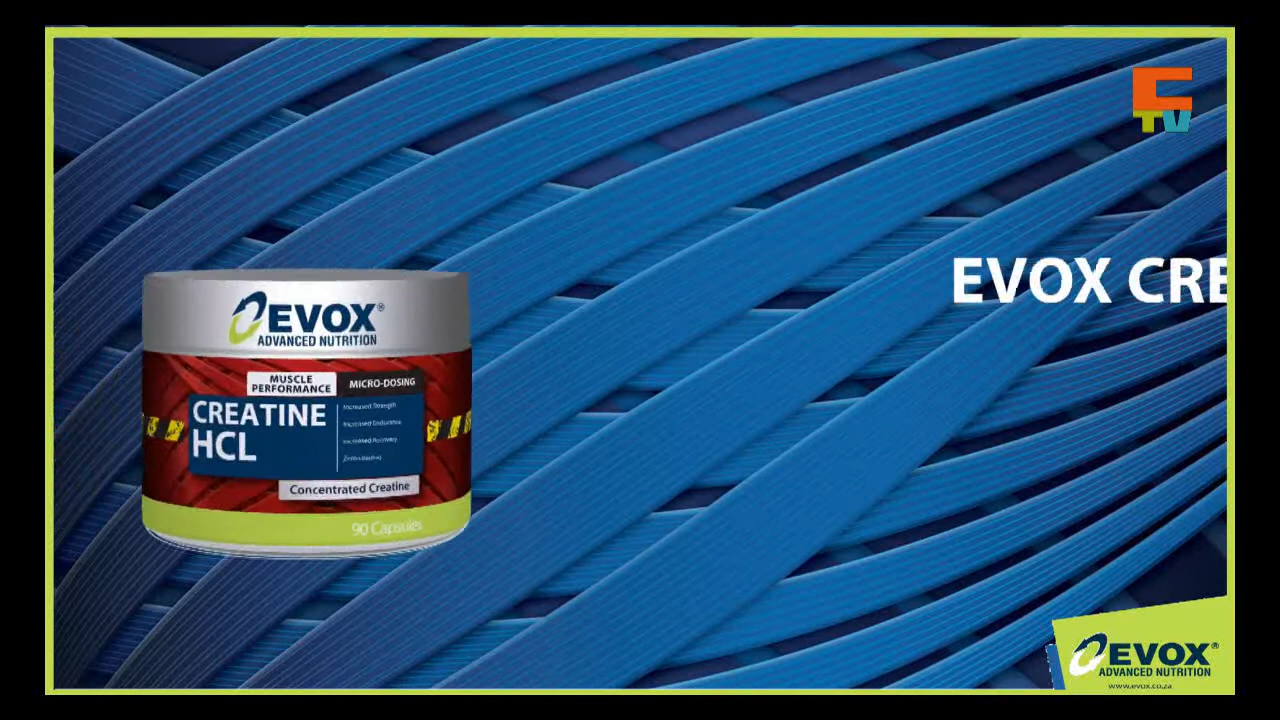 C
TV
EVOX CRE
EVOX®
ADVANCED NUTRITION
MUSCLE
PERFORMANCE
MICRO-DOSING
CREATINE
HCL
Increased Strength
Increased Endurance
Increased Recovery
Concentrated Creatine
90 Capsules
EVOX®
ADVANCED NUTRITION
www.evox.co.za